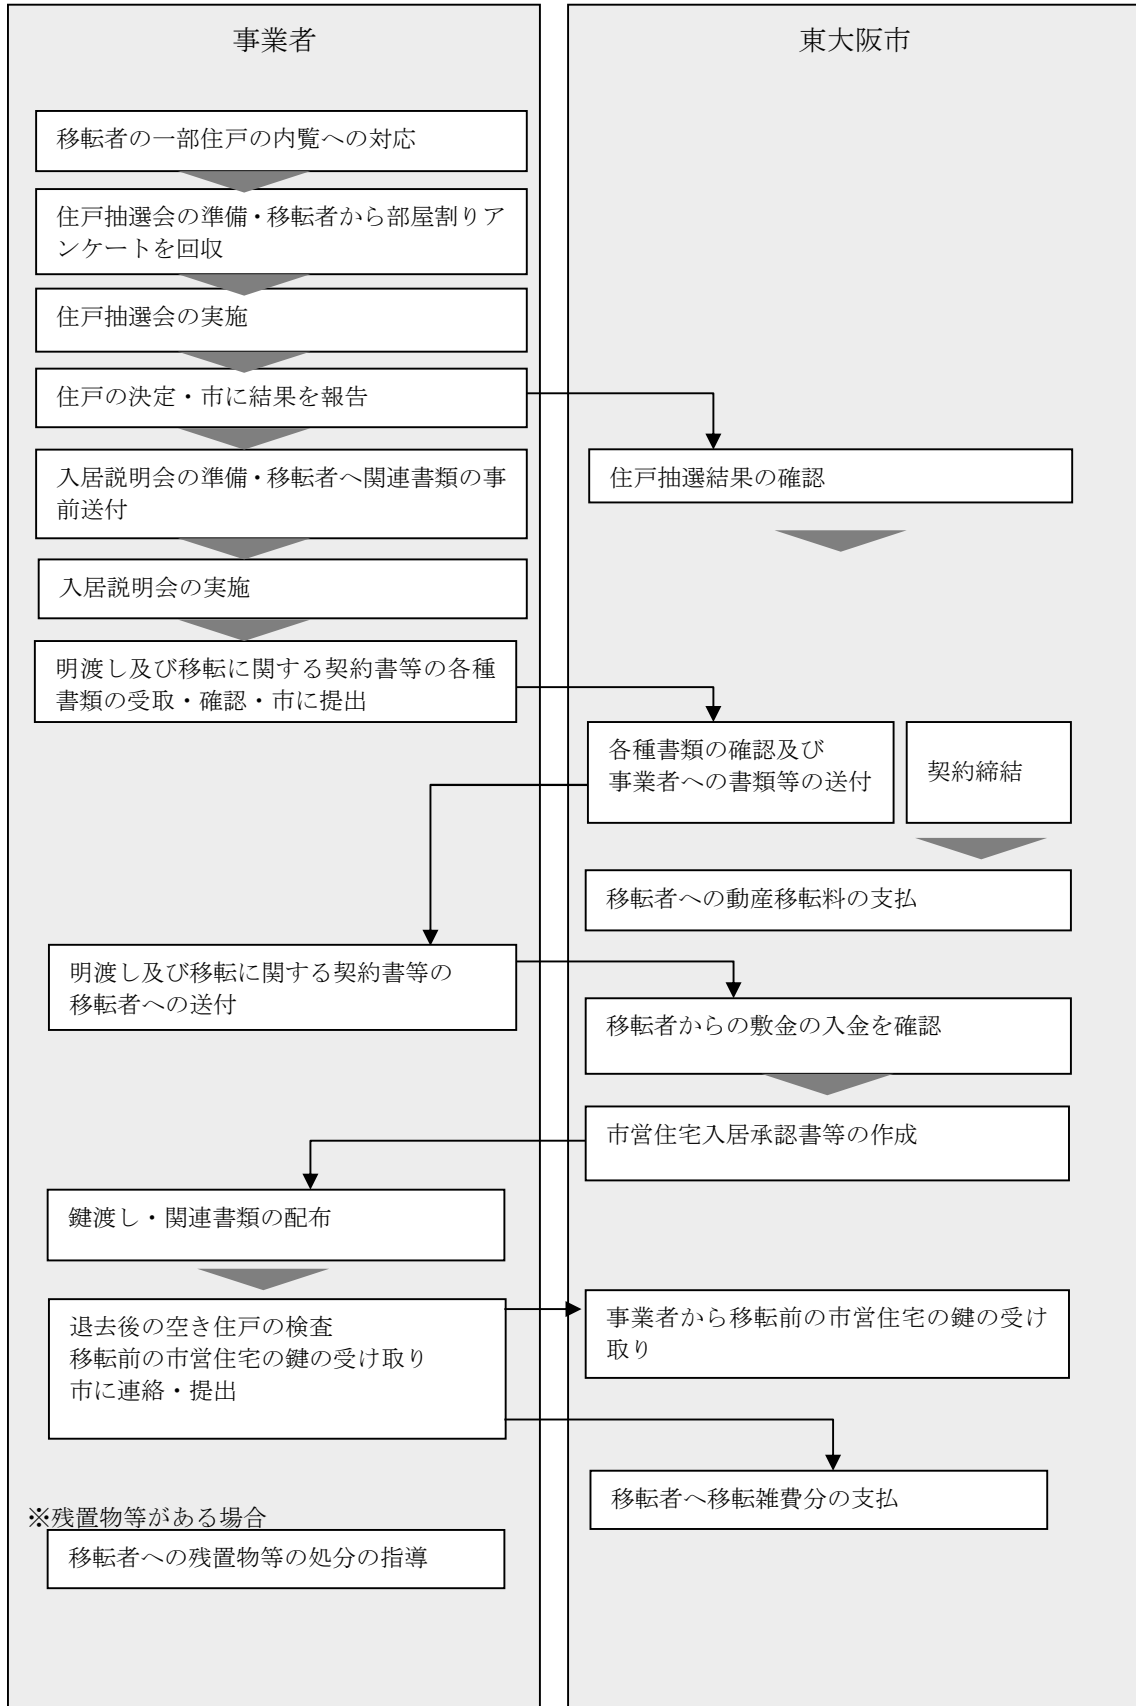 事業者
移転者の一部住戸の内覧への対応
住戸抽選会の準備・移転者から部屋割りア
ンケートを回収
住戸抽選会の実施
住戸の決定・市に結果を報告
入居説明会の準備・移転者へ関連書類の事
前送付
入居説明会の実施
明渡し及び移転に関する契約書等の各種
書類の受取・確認・市に提出
明渡し及び移転に関する契約書等の
移転者への送付
鍵渡し・関連書類の配布
退去後の空き住戸の検査
移転前の市営住宅の鍵の受け取り
市に連絡・提出
※残置物等がある場合
移転者への残置物等の処分の指導
東大阪市
住戸抽選結果の確認
各種書類の確認及び
事業者への書類等の送付
契約締結
移転者への動産移転料の支払
移転者からの敷金の入金を確認
市営住宅入居承認書等の作成
事業者から移転前の市営住宅の鍵の受け
取り
移転者へ移転雑費分の支払